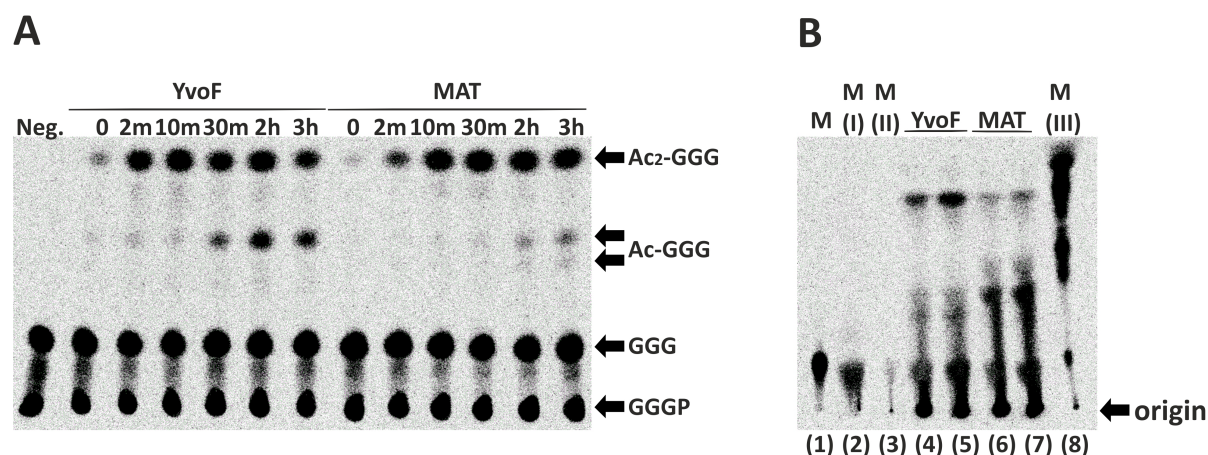 A
YvoF MAT
Neg. 0 2m 10m 30m 2h 3h 0 2m 10m 30m 2h 3h
Ac2-GGG
Ac-GGG
GGG
GGGP
B
M M M
M (I) (II) YvoF MAT (III)
origin
(1) (2) (3) (4) (5) (6) (7) (8)